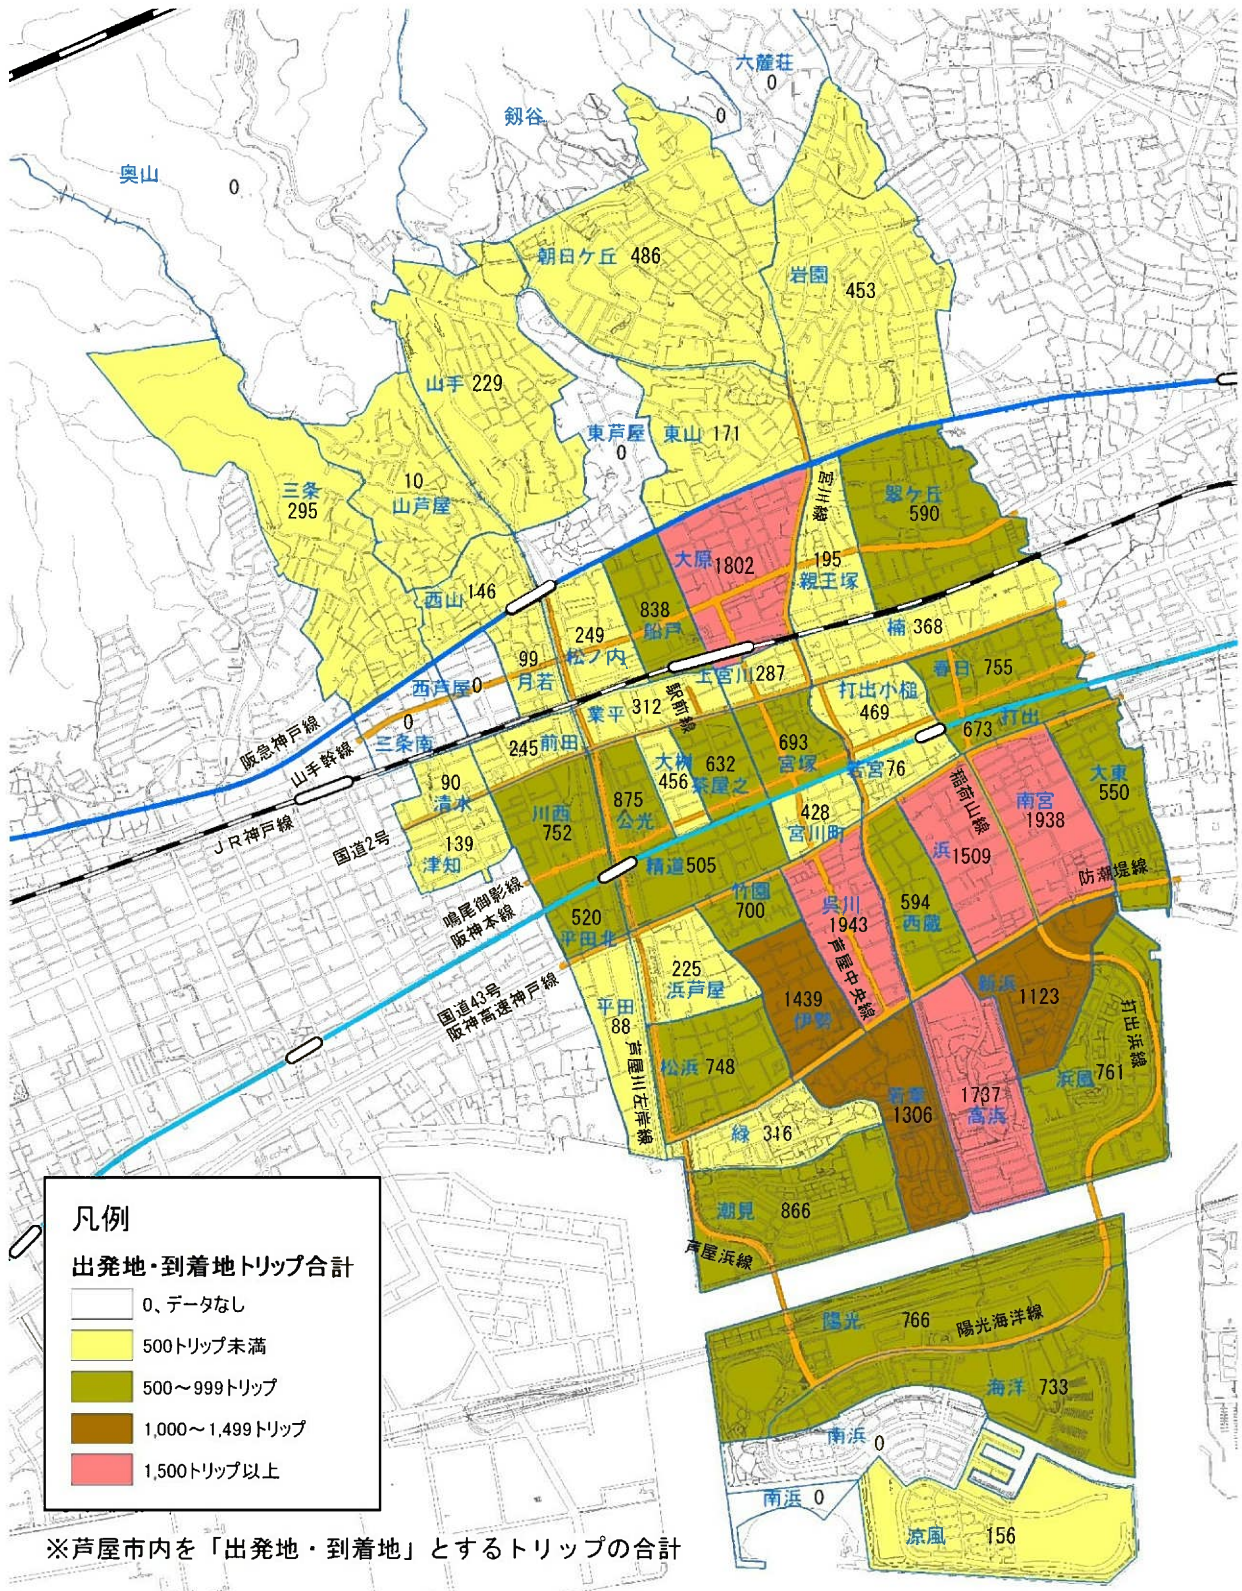 六麓荘
0
剱谷
0
奥山
0
朝日ケ丘 486
岩園
453
山手 229
東芦屋
0
東山 171
三条
295
10
山芦屋
宮川線
翠ケ丘
590
大原
1802
195
親王塚
西山 146
838
船戸
249
松ノ内
楠 368
99
月若
西芦屋 0
上宮川 287
春日 755
打出小槌
469
0
三条南
業平 312
駅前線
阪急神戸線
山手幹線
245 前田
673 打出
693
宮塚
大桝
456
632
茶屋之
若宮 76
大東
550
90
清水
JR神戸線
国道2号
139
津知
川西
752
875
公光
428
宮川町
稲荷山線
南宮
1938
浜 1509
精道 505
防潮堤線
鳴尾御影線
阪神本線
竹園
700
呉川
1943
594
西蔵
520
平田北
芦屋中央線
225
浜芦屋
国道43号
阪神高速神戸線
1439
伊勢
新浜
1123
平田
88
打出浜線
芦屋川左岸線
松浜 748
浜風 761
若葉
1306
1737
高浜
緑 316
潮見 866
芦屋浜線
陽光 766
陽光海洋線
海洋 733
南浜 0
南浜 0
涼風 156
凡例
出発地・到着地トリップ合計
0、データなし
500トリップ未満
500～999トリップ
1,000～1,499トリップ
1,500トリップ以上
※芦屋市内を「出発地・到着地」とするトリップの合計